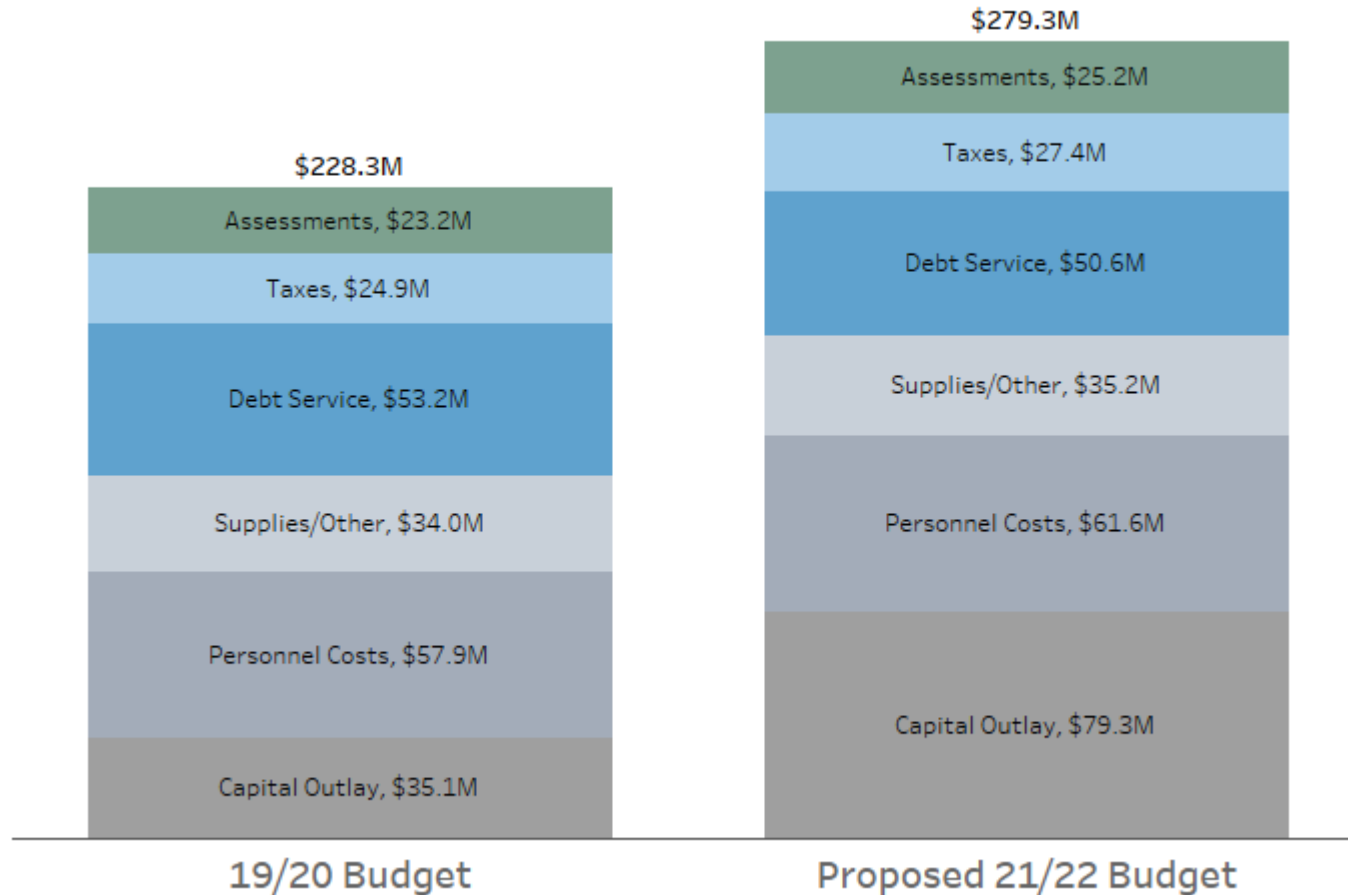 $228.3M
Assessments, $23.2M
Taxes, $24.9M
Debt Service, $53.2M
Supplies/Other, $34.0M
Personnel Costs, $57.9M
Capital Outlay, $35.1M
19/20 Budget
$279.3M
Assessments, $25.2M
Taxes, $27.4M
Debt Service, $50.6M
Supplies/Other, $35.2M
Personnel Costs, $61.6M
Capital Outlay, $79.3M
Proposed 21/22 Budget